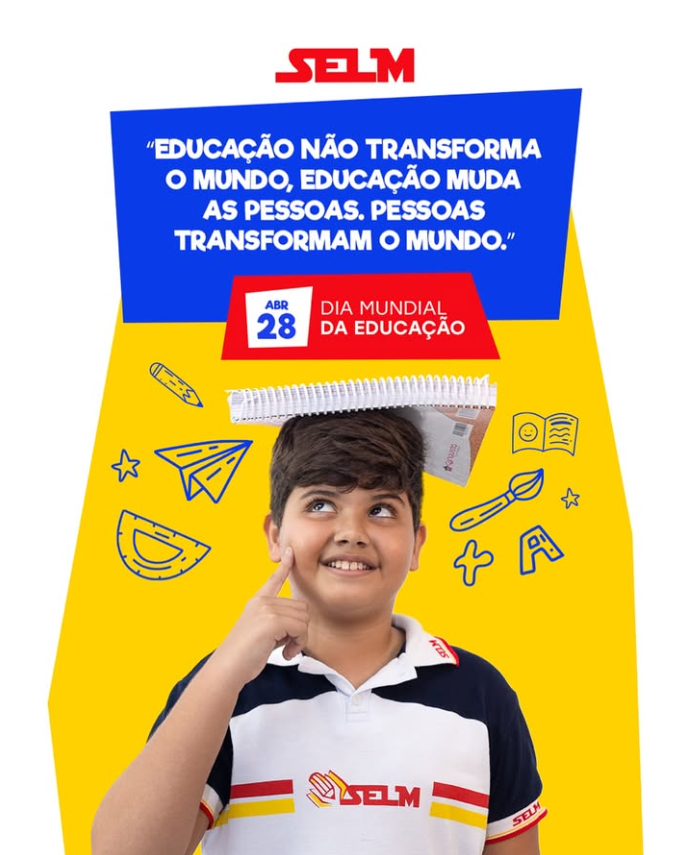 SELM
“EDUCAÇÃO NÃO TRANSFORMA
O MUNDO, EDUCAÇÃO MUDA
AS PESSOAS. PESSOAS
TRANSFORMAM O MUNDO.”
ABR
28
DIA MUNDIAL
DA EDUCAÇÃO
A
SELM
SELM
SELM